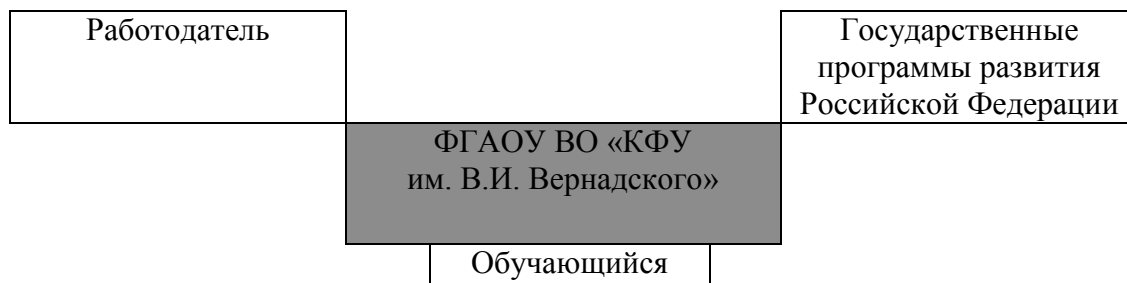 Работодатель
Государственные
программы развития
Российской Федерации
ФГАОУ ВО «КФУ
им. В.И. Вернадского»
Обучающийся